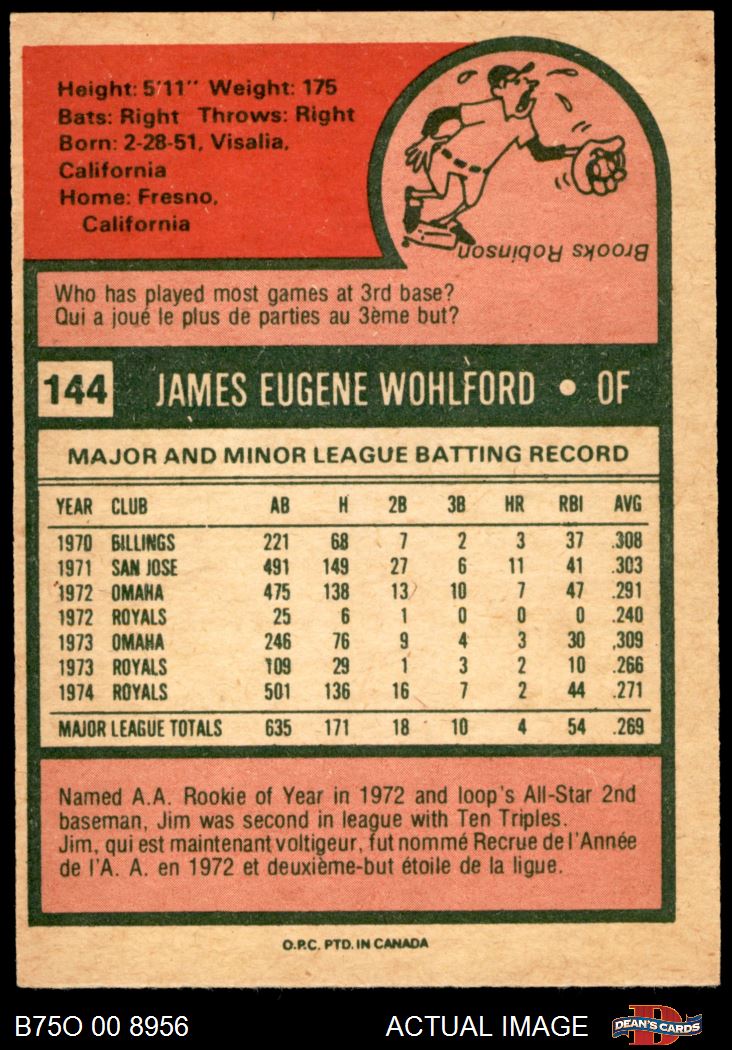 Height: 5'11" Weight: 175
Bats: Right Throws: Right
Born: 2-28-51, Visalia,
California
Home: Fresno,
California
Brooks Robinson
Who has played most games at 3rd base?
Qui a joué le plus de parties au 3ème but?
144 JAMES EUGENE WOHLFORD • OF
MAJOR AND MINOR LEAGUE BATTING RECORD
YEAR CLUB AB H 2B 3B HR RBI AVG
1970 BILLINGS 221 68 7 2 3 37 .308
1971 SAN JOSE 491 149 27 6 11 41 .303
1972 OMAHA 475 138 13 10 7 47 .291
1972 ROYALS 25 6 1 0 0 0 .240
1973 OMAHA 246 76 9 4 3 30 ,309
1973 ROYALS 109 29 1 3 2 10 .266
1974 ROYALS 501 136 16 7 2 44 .271
MAJOR LEAGUE TOTALS 635 171 18 10 4 54 .269
Named A.A. Rookie of Year in 1972 and loop's All-Star 2nd
baseman, Jim was second in league with Ten Triples.
Jim, qui est maintenant voltigeur, fut nommé Recrue de l'Année
de l'A. A. en 1972 et deuxième-but étoile de la ligue.
O.P.C. PTD. IN CANADA
B75O 00 8956 ACTUAL IMAGE D DEAN'S CARDS